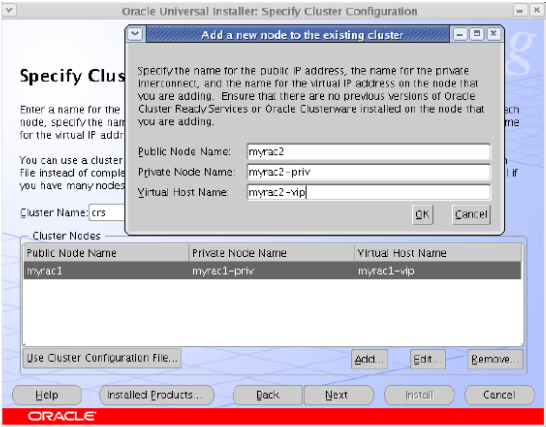 Oracle Universal Installer: Specify Cluster Configuration
Add a new node to the existing cluster
Specify the name for the public IP address, the name for the private
interconnect, and the name for the virtual IP address on the node that
you are adding. Ensure that there are no previous versions of Oracle
Cluster Ready Services or Oracle Clusterware installed on the node that
you are adding.
Public Node Name: myrac2
Private Node Name: myrac2-priv
Virtual Host Name: myrac2-vip
OK Cancel
Specify Clus
Enter a name for the
node, specify the nam
for the virtual IP addr
You can use a cluster
File instead of comple
you have many nodes
if
Cluster Name: crs
Cluster Nodes
Public Node Name Private Node Name Virtual Host Name
myrac1 myrac1-priv myrac1-vip
Use Cluster Configuration File... Add... Edit... Remove...
Help Installed Products... Back Next Install Cancel
ORACLE